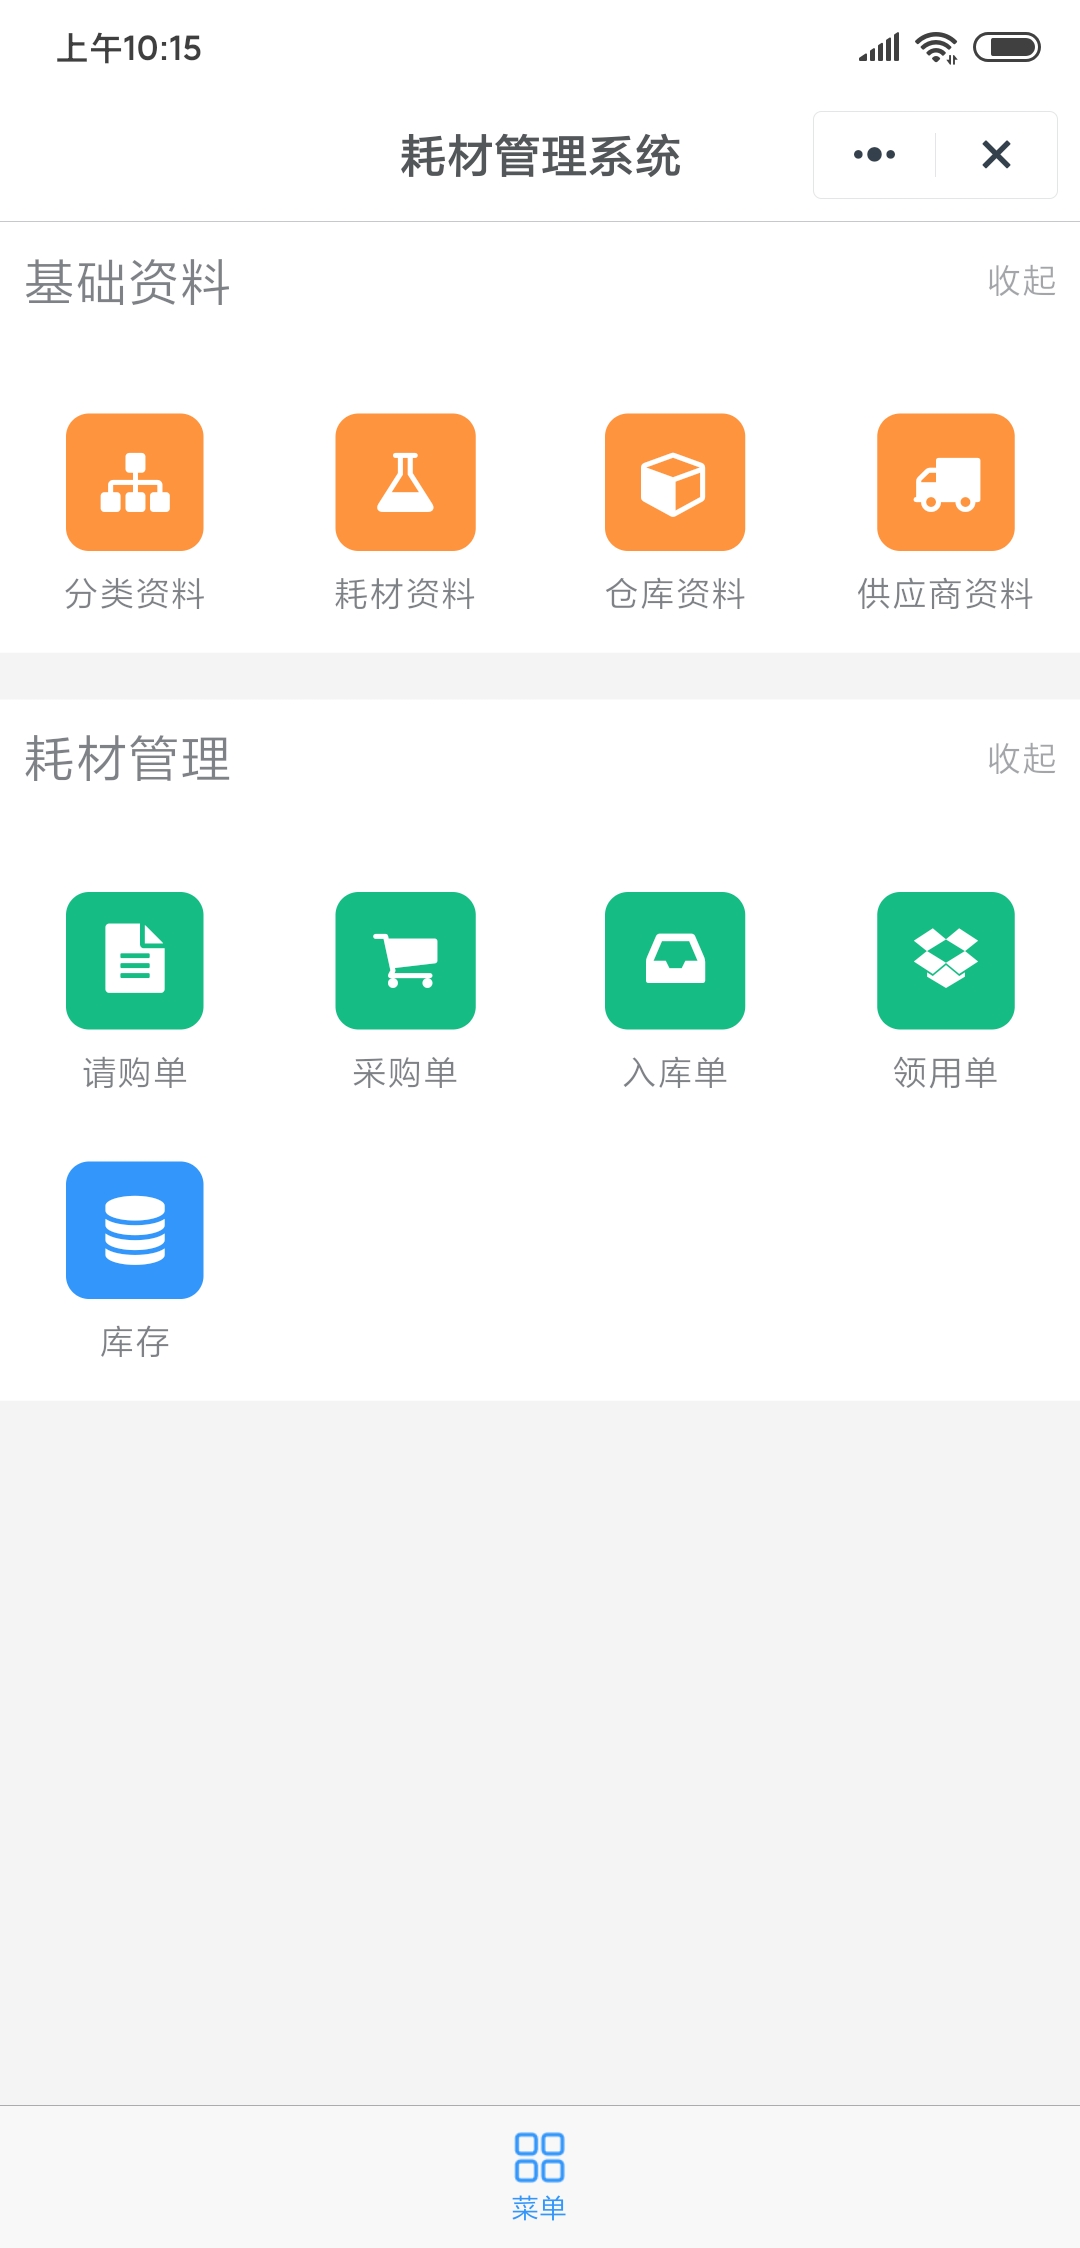 上午10:15
耗材管理系统
基础资料 收起
分类资料 耗材资料 仓库资料 供应商资料
耗材管理 收起
请购单 采购单 入库单 领用单
库存
菜单